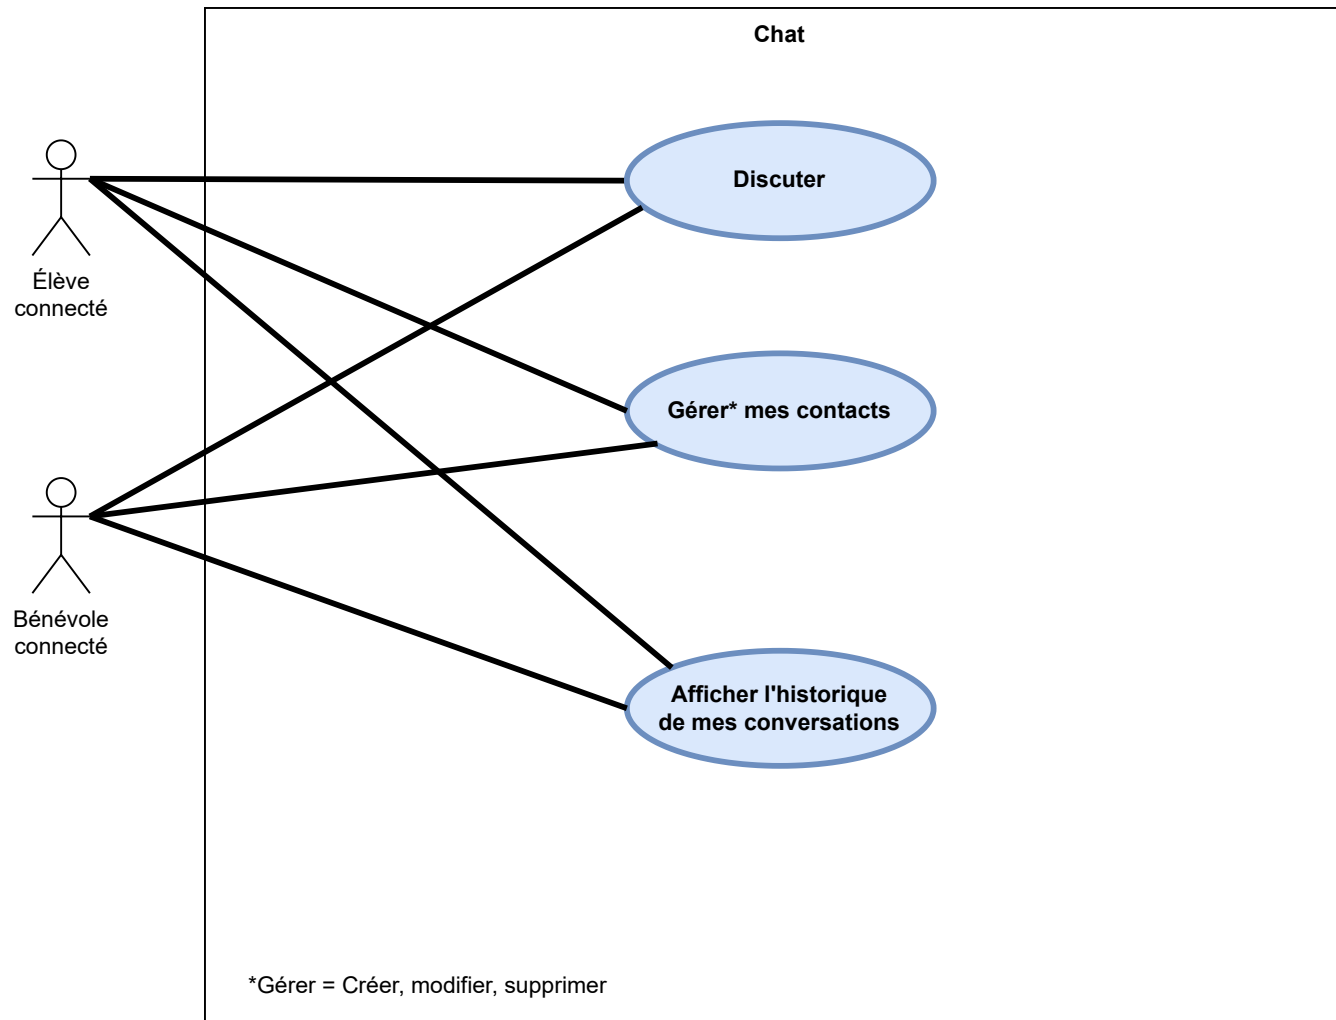 Chat
Discuter
Élève
connecté
Gérer* mes contacts
Bénévole
connecté
Afficher l'historique
de mes conversations
*Gérer = Créer, modifier, supprimer